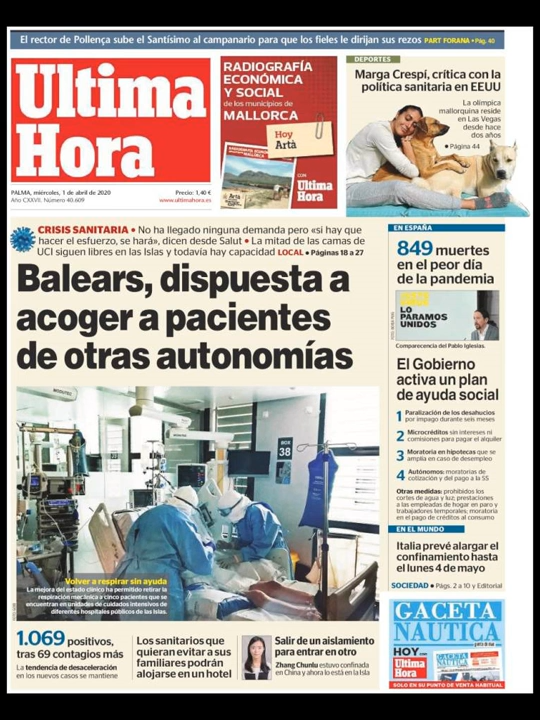 El rector de Pollença sube el Santísimo al campanario para que los fieles le dirijan sus rezos PART FORANA • Pág. 40
Ultima
Hora
PALMA, miércoles, 1 de abril de 2020
Precio: 1,40 €
Año CXXVII. Número 40.609
www.ultimahora.es
RADIOGRAFÍA
ECONÓMICA
Y SOCIAL
de los municipios de
MALLORCA
Hoy
Artà
CON
Ultima
Hora
DEPORTES
Marga Crespí, crítica con la
política sanitaria en EEUU
La olímpica
mallorquina reside
en Las Vegas
desde hace
dos años
• Página 44
CRISIS SANITARIA • No ha llegado ninguna demanda pero «si hay que
hacer el esfuerzo, se hará», dicen desde Salut • La mitad de las camas de
UCI siguen libres en las Islas y todavía hay capacidad LOCAL • Páginas 18 a 27
Balears, dispuesta a
acoger a pacientes
de otras autonomías
BOX
38
Volver a respirar sin ayuda
La mejora del estado clínico ha permitido retirar la
respiración mecánica a cinco pacientes que se
encuentran en unidades de cuidados intensivos de
diferentes hospitales públicos de las Islas.
1.069 positivos,
tras 69 contagios más
La tendencia de desaceleración
en los nuevos casos se mantiene
Los sanitarios que
quieran evitar a sus
familiares podrán
alojarse en un hotel
Salir de un aislamiento
para entrar en otro
Zhang Chunlu estuvo confinada
en China y ahora lo está en la Isla
EN ESPAÑA
849 muertes
en el peor día
de la pandemia
LO
PARAMOS
UNIDOS
Comparecencia del Pablo Iglesias.
El Gobierno
activa un plan
de ayuda social
1 Paralización de los desahucios
por impago durante seis meses
2 Microcréditos sin intereses ni
comisiones para pagar el alquiler
3 Moratoria en hipotecas que se
amplía en caso de desempleo
4 Autónomos: moratorias de
cotización y del pago a la SS
Otras medidas: prohibidos los
cortes de agua y luz; prestaciones
a las empleadas de hogar en paro y
trabajadores temporales; moratoria
en el pago de créditos al consumo
EN EL MUNDO
Italia prevé alargar el
confinamiento hasta
el lunes 4 de mayo
SOCIEDAD • Págs. 2 a 10 y Editorial
GACETA
NÁUTICA
HOY CON
Ultima
Hora
GACETA
NÁUTICA
SOLO EN SU PUNTO DE VENTA HABITUAL